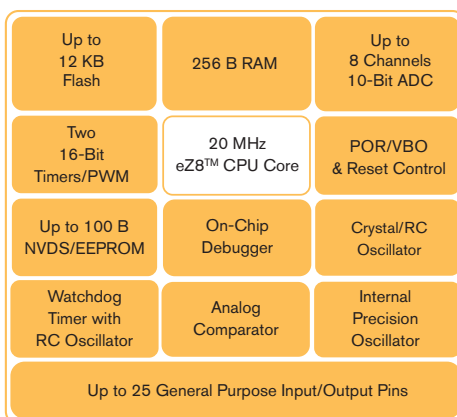 Up to
12 KB
Flash
256 B RAM
Up to
8 Channels
10-Bit ADC
Two
16-Bit
Timers/PWM
20 MHz
eZ8™ CPU Core
POR/VBO
& Reset Control
Up to 100 B
NVDS/EEPROM
On-Chip
Debugger
Crystal/RC
Oscillator
Watchdog
Timer with
RC Oscillator
Analog
Comparator
Internal
Precision
Oscillator
Up to 25 General Purpose Input/Output Pins